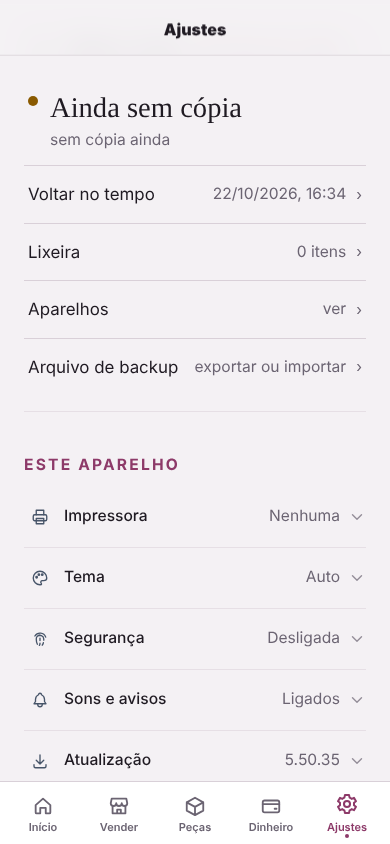 Ajustes
Ainda sem cópia
sem cópia ainda
Voltar no tempo 22/10/2026, 16:34 ›
Lixeira 0 itens ›
Aparelhos ver ›
Arquivo de backup exportar ou importar ›
ESTE APARELHO
Impressora Nenhuma
Tema Auto
Segurança Desligada
Sons e avisos Ligados
Atualização 5.50.35
Início Vender Peças Dinheiro Ajustes